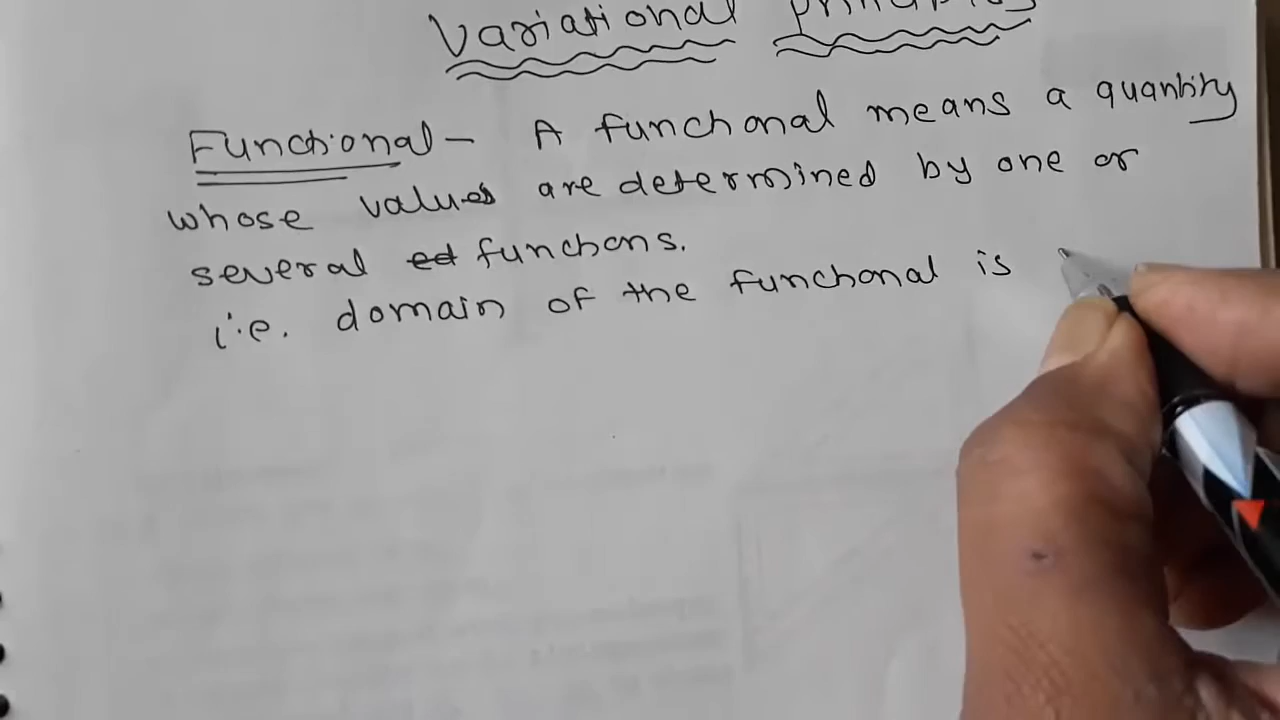 Variational Principles
Functional - A functional means a quantity
whose values are determined by one or
several ed functions.
i.e. domain of the functional is